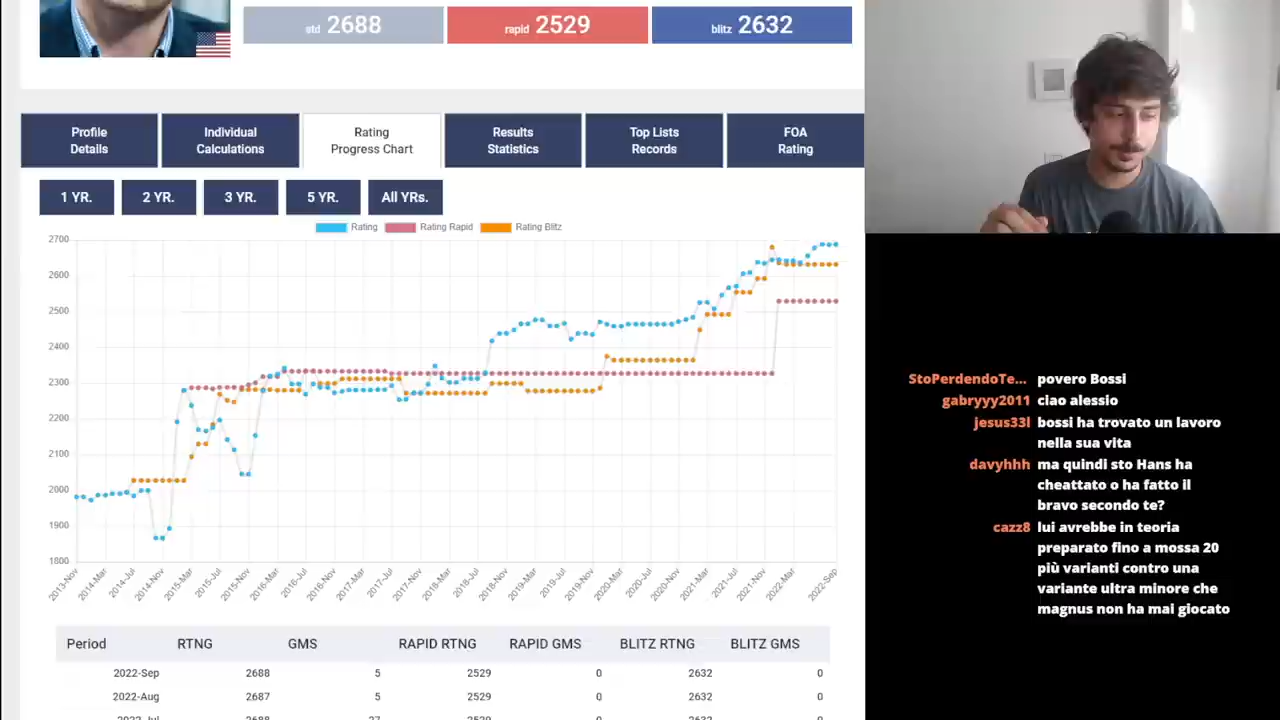 std 2688
rapid 2529
blitz 2632
Profile
Details
Individual
Calculations
Rating
Progress Chart
Results
Statistics
Top Lists
Records
FOA
Rating
1 YR.
2 YR.
3 YR.
5 YR.
All YRs.
Rating
Rating Rapid
Rating Blitz
2700
2600
2500
2400
2300
2200
2100
2000
1900
1800
2013-Nov
2014-Mar
2014-Jul
2014-Nov
2015-Mar
2015-Jul
2015-Nov
2016-Mar
2016-Jul
2016-Nov
2017-Mar
2017-Jul
2017-Nov
2018-Mar
2018-Jul
2018-Nov
2019-Mar
2019-Jul
2019-Nov
2020-Mar
2020-Jul
2020-Nov
2021-Mar
2021-Jul
2021-Nov
2022-Mar
2022-Sep
Period RTNG GMS RAPID RTNG RAPID GMS BLITZ RTNG BLITZ GMS
2022-Sep 2688 5 2529 0 2632 0
2022-Aug 2687 5 2529 0 2632 0
2022-Jul 2688 27 2529 0 2632 0
StoPerdendoTe... povero Bossi
gabryyy2011 ciao alessio
jesus33l bossi ha trovato un lavoro
nella sua vita
davyhhh ma quindi sto Hans ha
cheattato o ha fatto il
bravo secondo te?
cazz8 lui avrebbe in teoria
preparato fino a mossa 20
più varianti contro una
variante ultra minore che
magnus non ha mai giocato